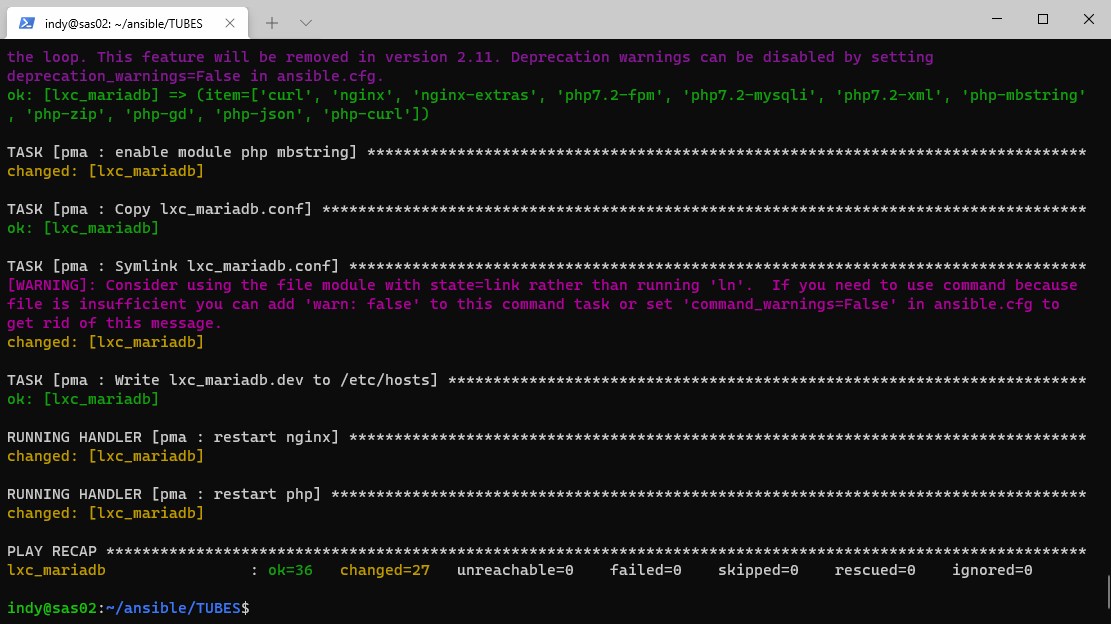 indy@sas02: ~/ansible/TUBES
the loop. This feature will be removed in version 2.11. Deprecation warnings can be disabled by setting
deprecation_warnings=False in ansible.cfg.
ok: [lxc_mariadb] => (item=['curl', 'nginx', 'nginx-extras', 'php7.2-fpm', 'php7.2-mysqli', 'php7.2-xml', 'php-mbstring'
, 'php-zip', 'php-gd', 'php-json', 'php-curl'])
TASK [pma : enable module php mbstring] ********************************************************************************
changed: [lxc_mariadb]
TASK [pma : Copy lxc_mariadb.conf] *************************************************************************************
ok: [lxc_mariadb]
TASK [pma : Symlink lxc_mariadb.conf] **********************************************************************************
[WARNING]: Consider using the file module with state=link rather than running 'ln'.  If you need to use command because
file is insufficient you can add 'warn: false' to this command task or set 'command_warnings=False' in ansible.cfg to
get rid of this message.
changed: [lxc_mariadb]
TASK [pma : Write lxc_mariadb.dev to /etc/hosts] ***********************************************************************
ok: [lxc_mariadb]
RUNNING HANDLER [pma : restart nginx] **********************************************************************************
changed: [lxc_mariadb]
RUNNING HANDLER [pma : restart php] ************************************************************************************
changed: [lxc_mariadb]
PLAY RECAP *************************************************************************************************************
lxc_mariadb                : ok=36   changed=27   unreachable=0    failed=0    skipped=0    rescued=0    ignored=0
indy@sas02:~/ansible/TUBES$